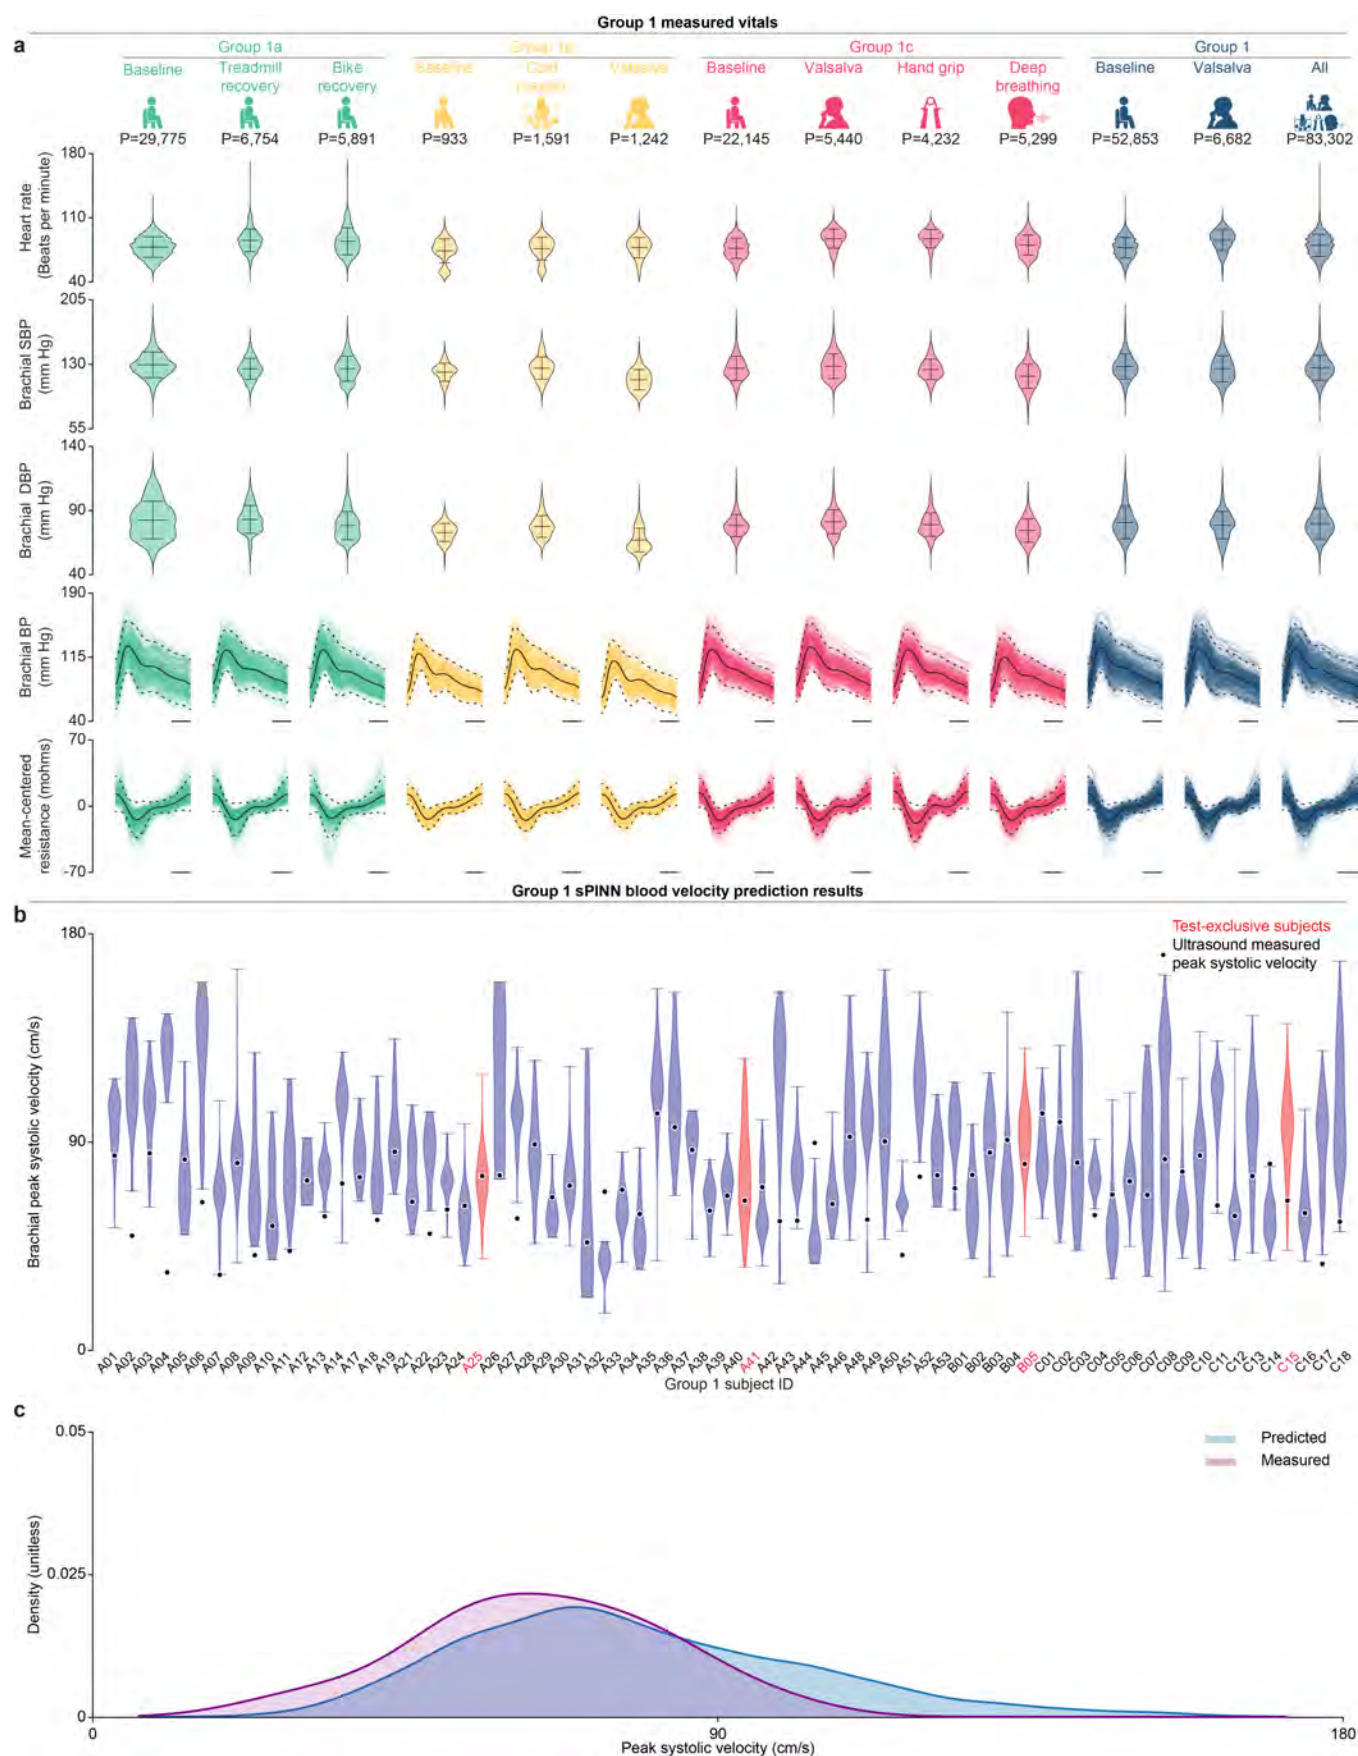 Group 1 measured vitals
a
Group 1a Group 1b Group 1c Group 1
Baseline Treadmill recovery Bike recovery Baseline Cold pressor Valsalva Baseline Valsalva Hand grip Deep breathing Baseline Valsalva All
P=29,775 P=6,754 P=5,891 P=933 P=1,591 P=1,242 P=22,145 P=5,440 P=4,232 P=5,299 P=52,853 P=6,682 P=83,302
Heart rate
(Beats per minute)
180
110
40
Brachial SBP
(mm Hg)
205
130
55
Brachial DBP
(mm Hg)
140
90
40
Brachial BP
(mm Hg)
190
115
40
Mean-centered
resistance (mohms)
70
0
-70
Group 1 sPINN blood velocity prediction results
b
Test-exclusive subjects
Ultrasound measured
peak systolic velocity
Brachial peak systolic velocity (cm/s)
180
90
0
A01 A02 A03 A04 A05 A06 A07 A08 A09 A10 A11 A12 A13 A14 A17 A18 A19 A21 A22 A23 A24 A25 A26 A27 A28 A29 A30 A31 A32 A33 A34 A35 A36 A37 A38 A39 A40 A41 A42 A43 A44 A45 A46 A48 A49 A50 A51 A52 A53 B01 B02 B03 B04 B05 C01 C02 C03 C04 C05 C06 C07 C08 C09 C10 C11 C12 C13 C14 C15 C16 C17 C18
Group 1 subject ID
c
Density (unitless)
0.05
0.025
0
Predicted
Measured
0 90 180
Peak systolic velocity (cm/s)